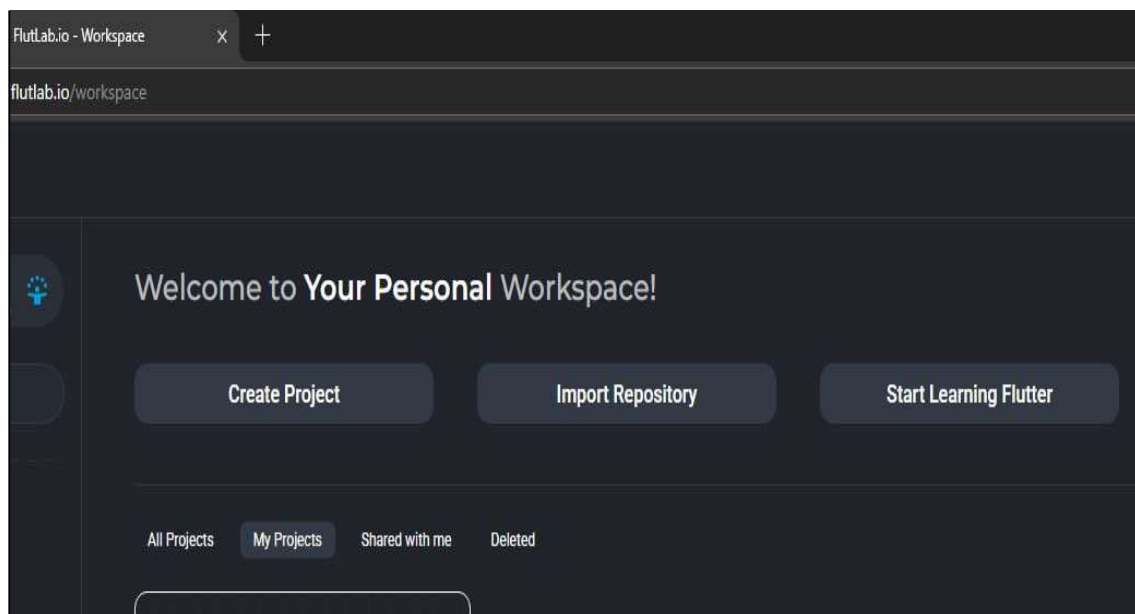 FlutLab.io - Workspace
flutlab.io/workspace
Welcome to Your Personal Workspace!
Create Project Import Repository Start Learning Flutter
All Projects My Projects Shared with me Deleted